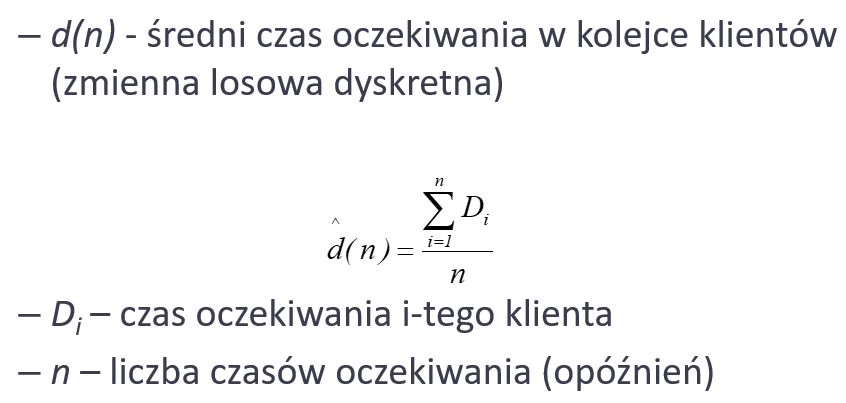 – d(n) - średni czas oczekiwania w kolejce klientów
(zmienna losowa dyskretna)
$\hat{d}(n) = \frac{\sum_{i=1}^{n} D_i}{n}$
– D_i – czas oczekiwania i-tego klienta
– n – liczba czasów oczekiwania (opóźnień)